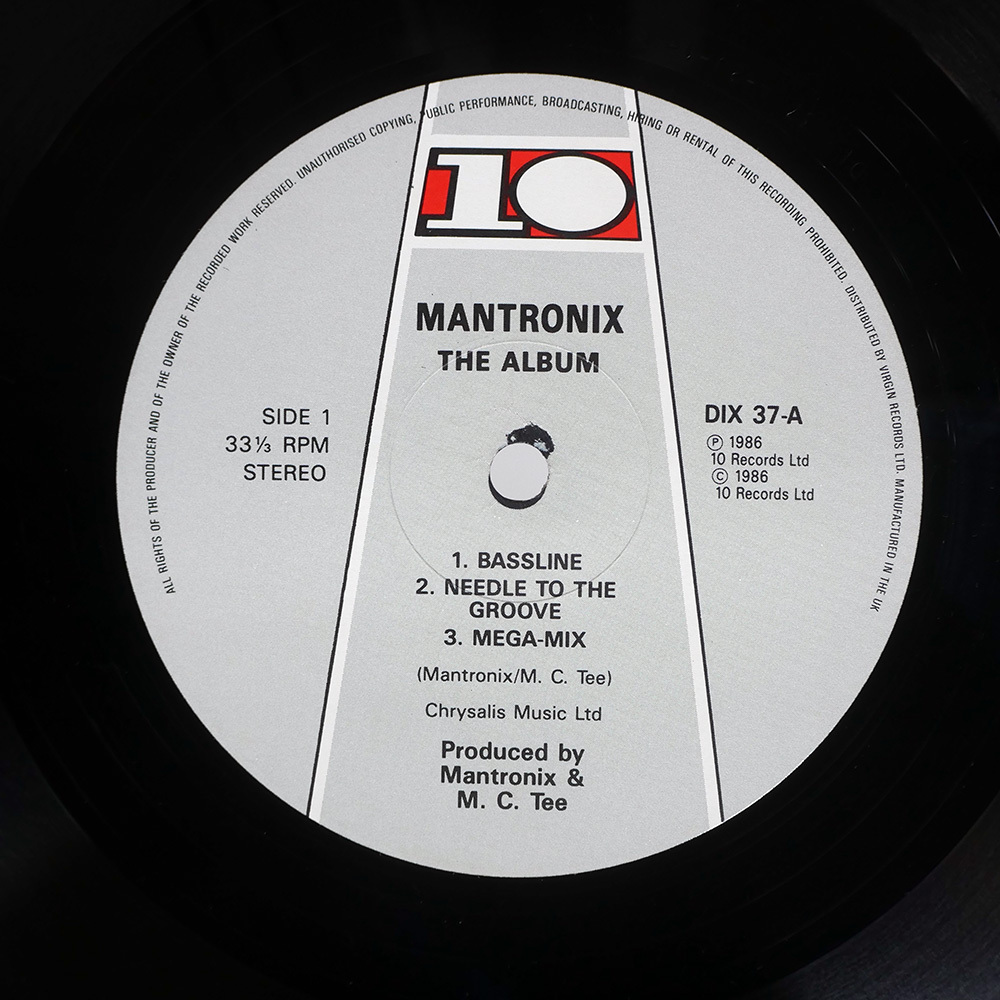 ALL RIGHTS OF THE PRODUCER AND OF THE OWNER OF THE RECORDED WORK RESERVED. UNAUTHORISED COPYING, PUBLIC PERFORMANCE, BROADCASTING, HIRING OR RENTAL OF THIS RECORDING PROHIBITED. DISTRIBUTED BY VIRGIN RECORDS LTD. MANUFACTURED IN THE UK
10
MANTRONIX
THE ALBUM
SIDE 1
33⅓ RPM
STEREO
DIX 37-A
Ⓟ 1986
10 Records Ltd
© 1986
10 Records Ltd
1. BASSLINE
2. NEEDLE TO THE
GROOVE
3. MEGA-MIX
(Mantronix/M. C. Tee)
Chrysalis Music Ltd
Produced by
Mantronix &
M. C. Tee